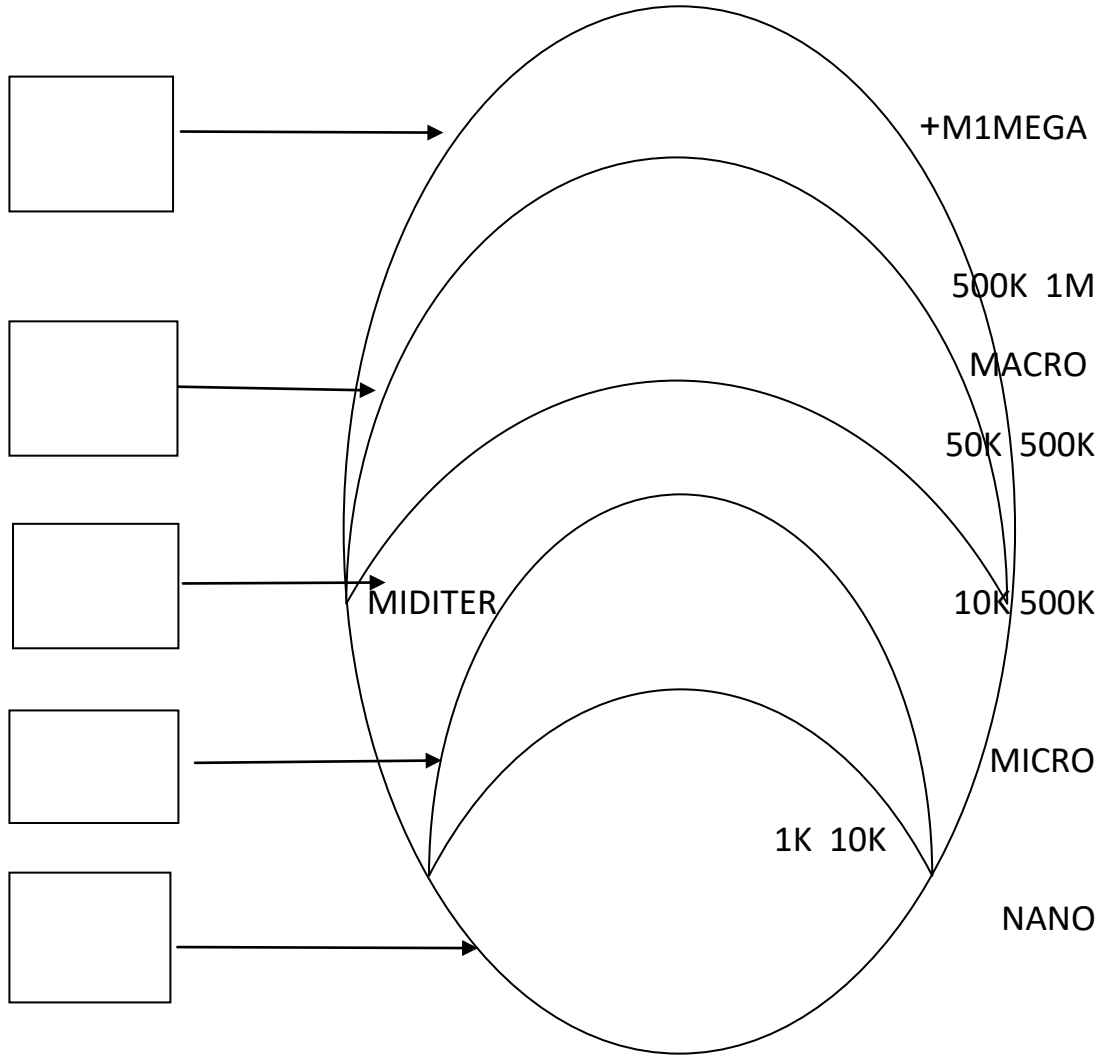 +M1MEGA
500K 1M
MACRO
50K 500K
MIDITER
10K 500K
MICRO
1K 10K
NANO